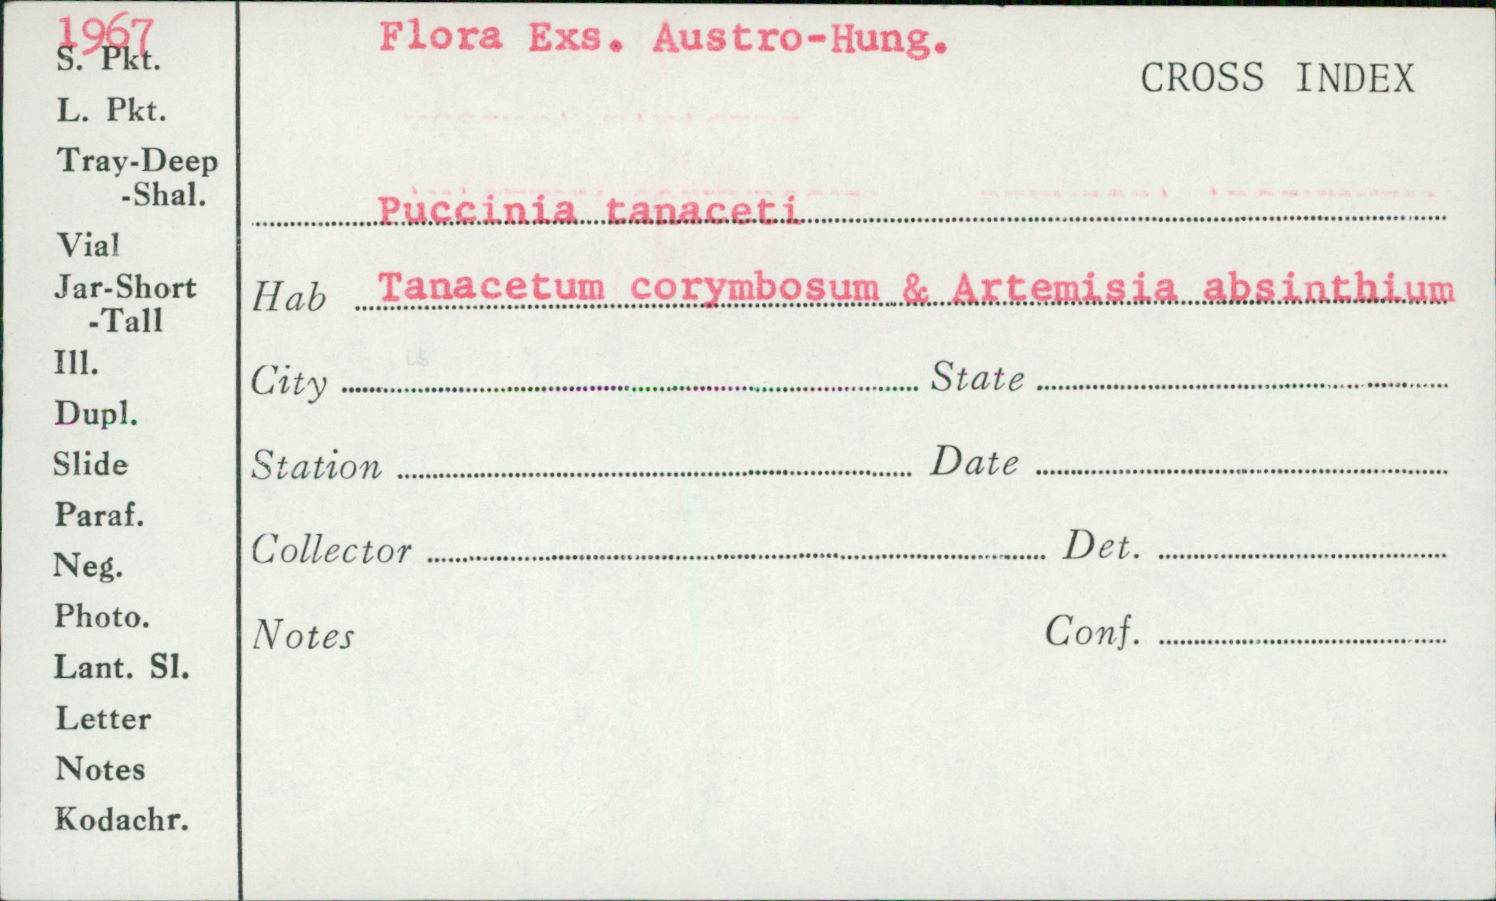 1967
Flora Exs. Austro-Hung.
CROSS INDEX
S. Pkt.
L. Pkt.
Tray-Deep
-Shal.
Vial
Jar-Short
-Tall
Ill.
Dupl.
Slide
Paraf.
Neg.
Photo.
Lant. Sl.
Letter
Notes
Kodachr.
Puccinia tanaceti
Hab Tanacetum corymbosum & Artemisia absinthium
City State
Station Date
Collector Det.
Notes Conf.